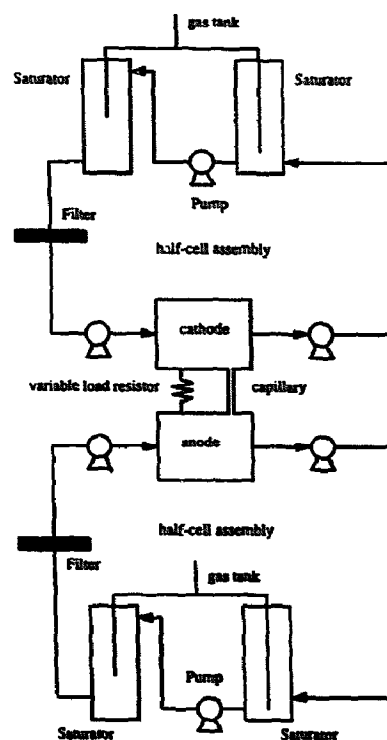 gas tank
Saturator
Saturator
Pump
Filter
half-cell assembly
cathode
variable load resistor
capillary
anode
half-cell assembly
Filter
gas tank
Pump
Saturator
Saturator